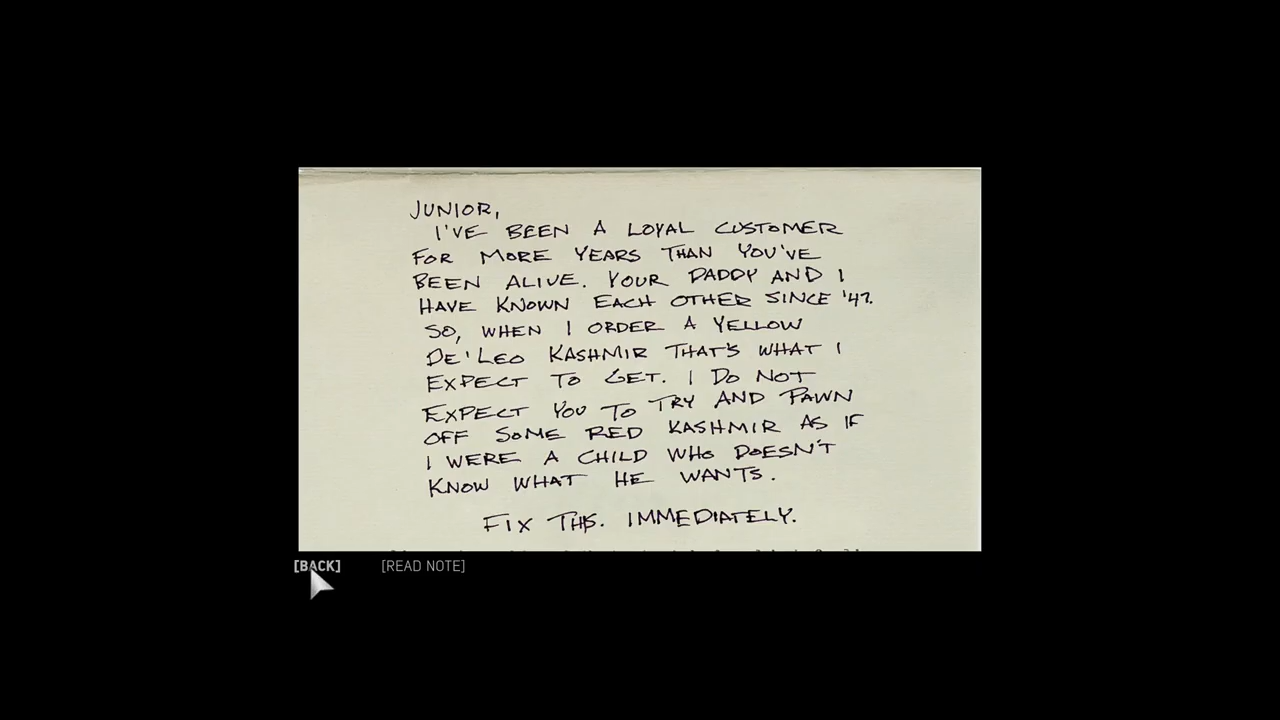 JUNIOR,
I'VE BEEN A LOYAL CUSTOMER
FOR MORE YEARS THAN YOU'VE
BEEN ALIVE. YOUR DADDY AND I
HAVE KNOWN EACH OTHER SINCE '47.
SO, WHEN I ORDER A YELLOW
DE'LEO KASHMIR THAT'S WHAT I
EXPECT TO GET. I DO NOT
EXPECT YOU TO TRY AND PAWN
OFF SOME RED KASHMIR AS IF
I WERE A CHILD WHO DOESN'T
KNOW WHAT HE WANTS.
FIX THIS. IMMEDIATELY.
[BACK] [READ NOTE]